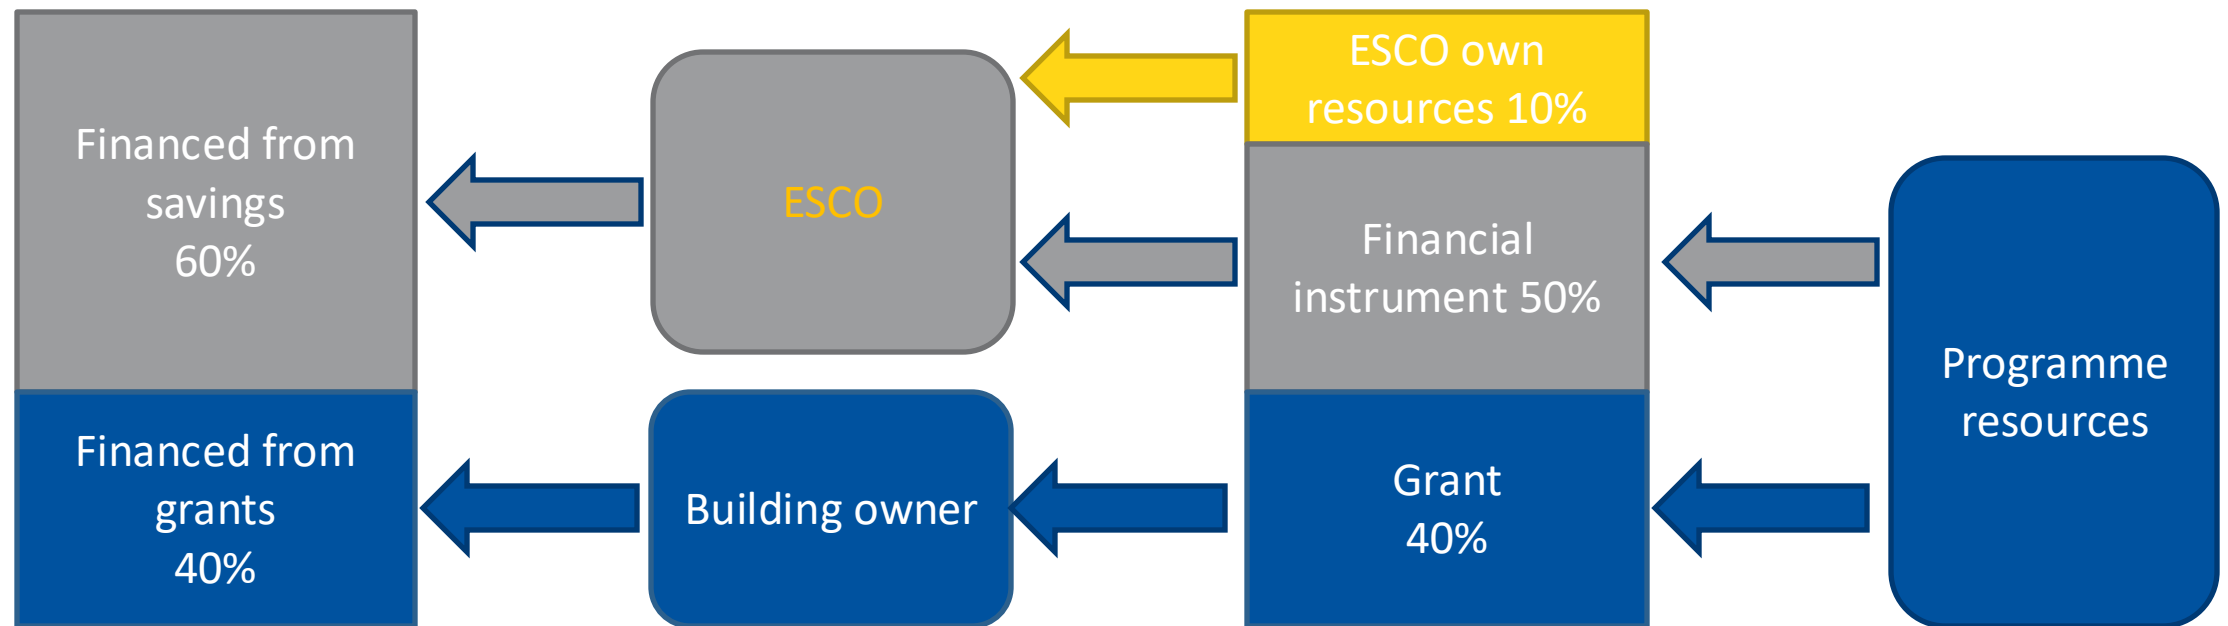 Financed from
savings
60%
Financed from
grants
40%
ESCO
Building owner
ESCO own
resources 10%
Financial
instrument 50%
Grant
40%
Programme
resources